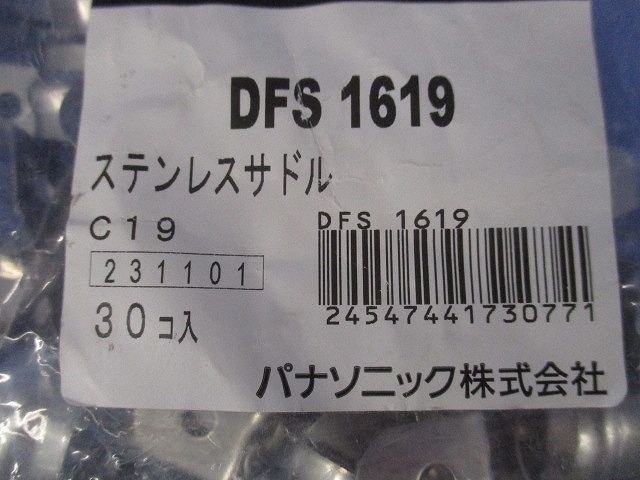 DFS 1619
ステンレスサドル
C19
231101
30コ入
DFS 1619
24547441730771
パナソニック株式会社